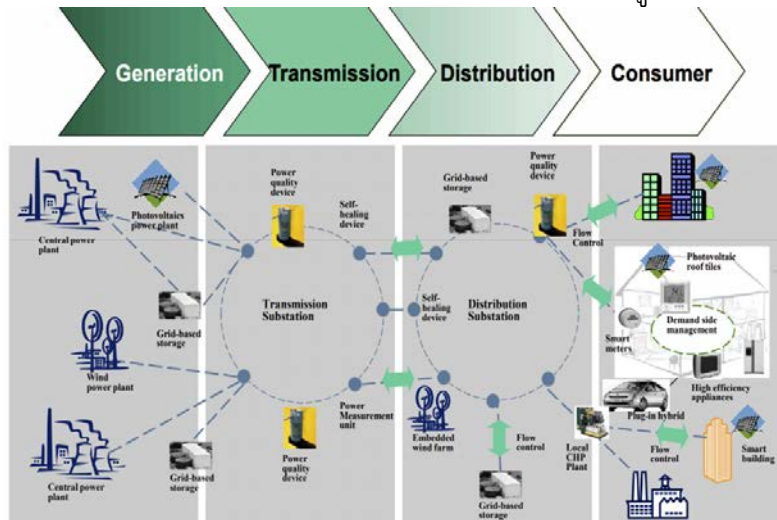 Generation
Transmission
Distribution
Consumer
Central power
plant
Photovoltaics
power plant
Grid-based
storage
Wind
power plant
Central power
plant
Grid-based
storage
Power
quality
device
Self-
healing
device
Transmission
Substation
Power
Measurement
unit
Power
quality
device
Grid-based
storage
Power
quality
device
Flow
Control
Self-
healing
device
Distribution
Substation
Embedded
wind farm
Flow
control
Grid-based
storage
Local
CHP
Plant
Photovoltaic
roof tiles
Demand side
management
Smart
meters
High efficiency
appliances
Plug-in hybrid
Flow
control
Smart
building